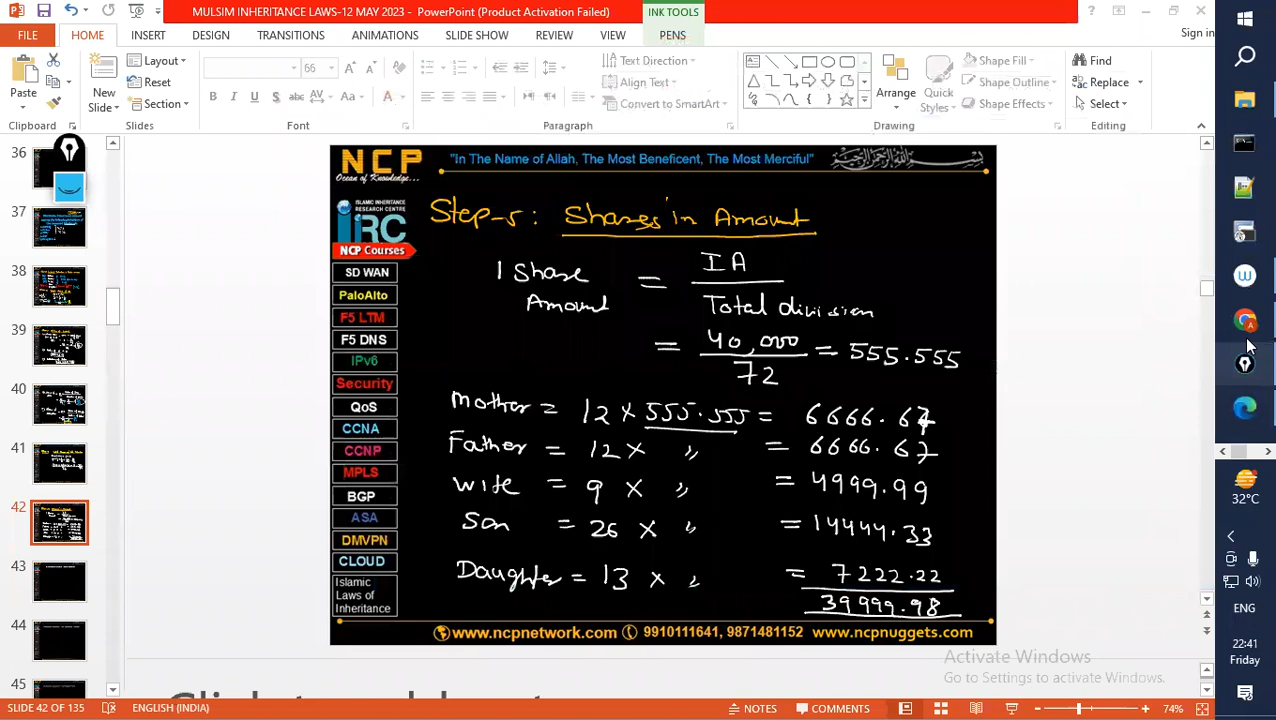 MULSIM INHERITANCE LAWS-12 MAY 2023 - PowerPoint (Product Activation Failed)
INK TOOLS
FILE HOME INSERT DESIGN TRANSITIONS ANIMATIONS SLIDE SHOW REVIEW VIEW PENS
Sign in
Paste
New Slide
Layout
Reset
Section
66
B I U S abc AV Aa A
Text Direction
Align Text
Convert to SmartArt
Arrange
Quick Styles
Shape Fill
Shape Outline
Shape Effects
Find
Replace
Select
Clipboard Slides Font Paragraph Drawing Editing
36
37
38
39
40
41
42
43
44
45
NCP
Ocean of Knowledge...
"In The Name of Allah, The Most Beneficent, The Most Merciful"
ISLAMIC INHERITANCE
RESEARCH CENTRE
IRC
NCP Courses
SD WAN
PaloAlto
F5 LTM
F5 DNS
IPv6
Security
QoS
CCNA
CCNP
MPLS
BGP
ASA
DMVPN
CLOUD
Islamic
Laws of
Inheritance
Step-5: Shares in Amount
1 Share Amount = IA / Total division
= 40,000 / 72 = 555.555
Mother = 12 × 555.555 = 6666.67
Father = 12 × " = 6666.67
Wife = 9 × " = 4999.99
Son = 26 × " = 14444.33
Daughter = 13 × " = 7222.22
39999.98
www.ncpnetwork.com 9910111641, 9871481152 www.ncpnuggets.com
Activate Windows
Go to Settings to activate Windows.
32°C
ENG
22:41
Friday
SLIDE 42 OF 135 ENGLISH (INDIA) NOTES COMMENTS 74%